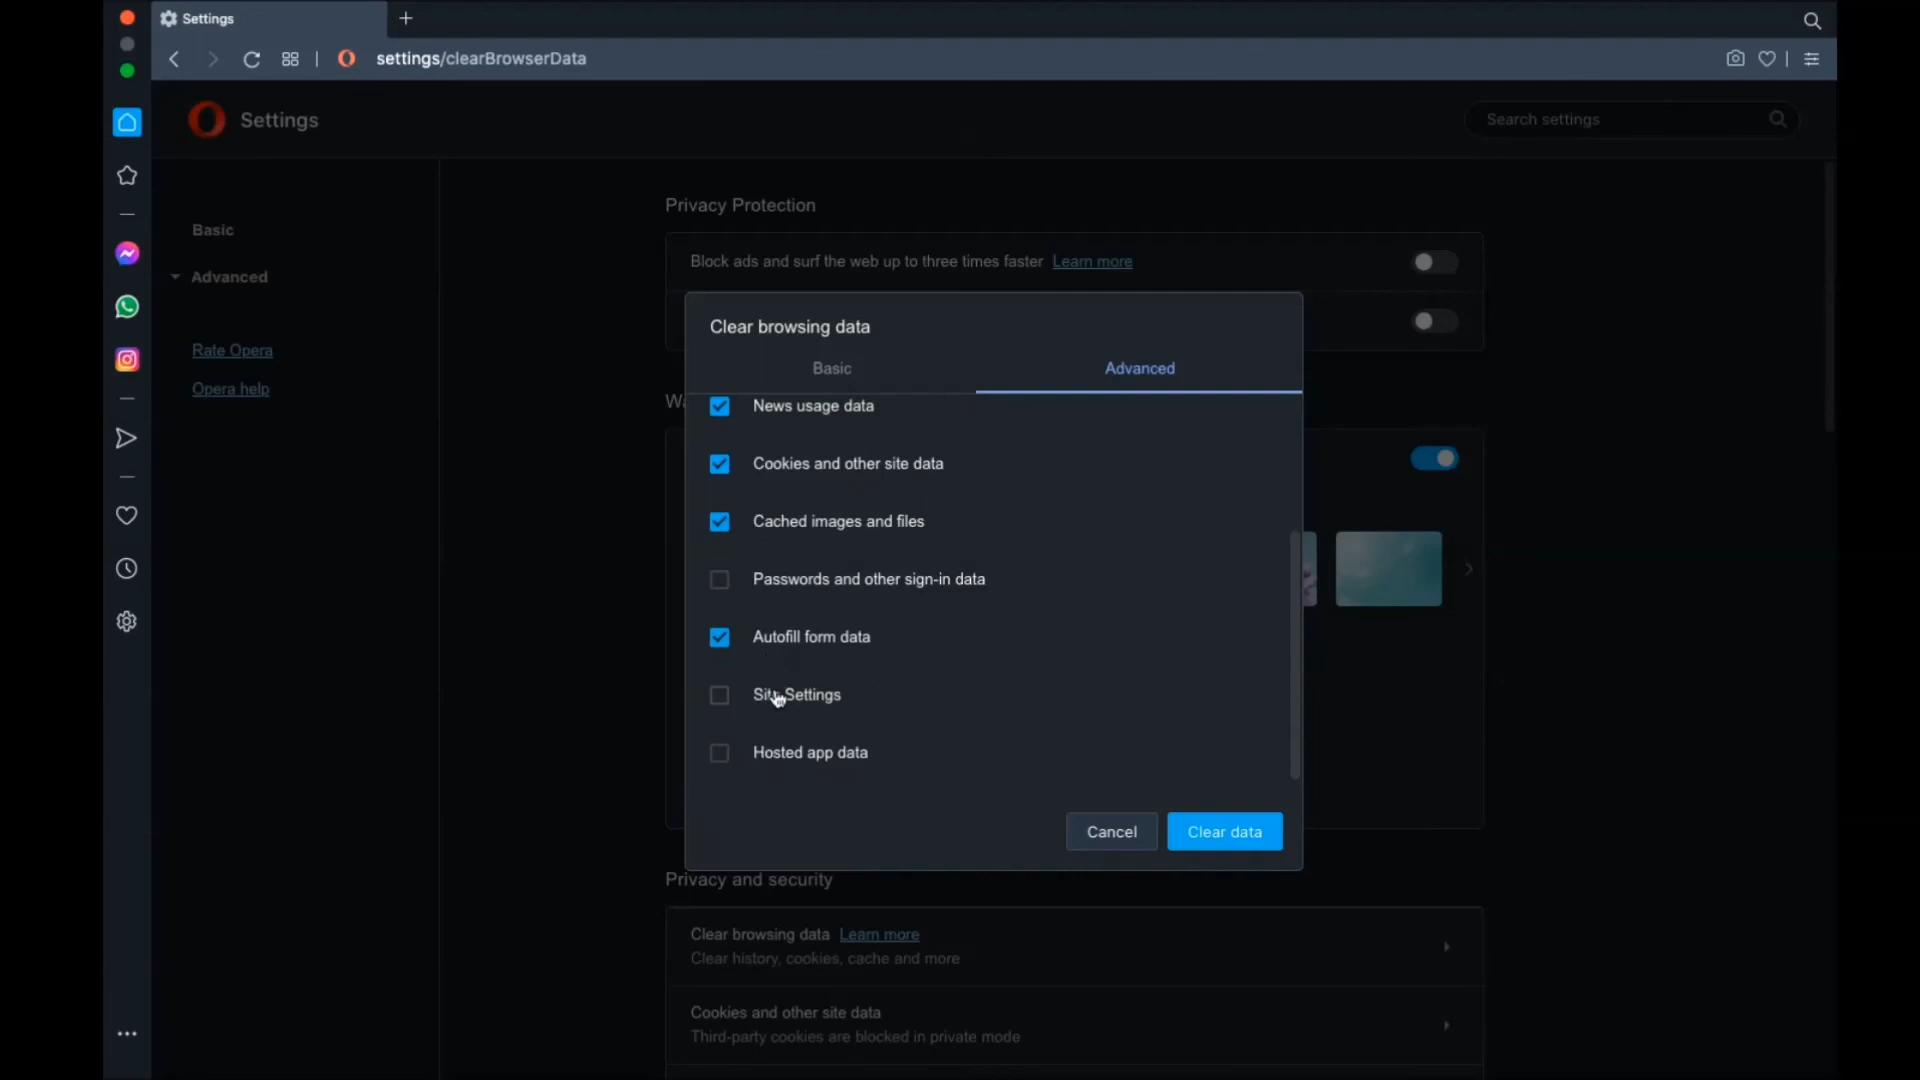 Settings
settings/clearBrowserData
Settings
Search settings
Basic
Advanced
Rate Opera
Opera help
Privacy Protection
Block ads and surf the web up to three times faster Learn more
Clear browsing data
Basic
Advanced
News usage data
Cookies and other site data
Cached images and files
Passwords and other sign-in data
Autofill form data
Site Settings
Hosted app data
Cancel
Clear data
Privacy and security
Clear browsing data Learn more
Clear history, cookies, cache and more
Cookies and other site data
Third-party cookies are blocked in private mode